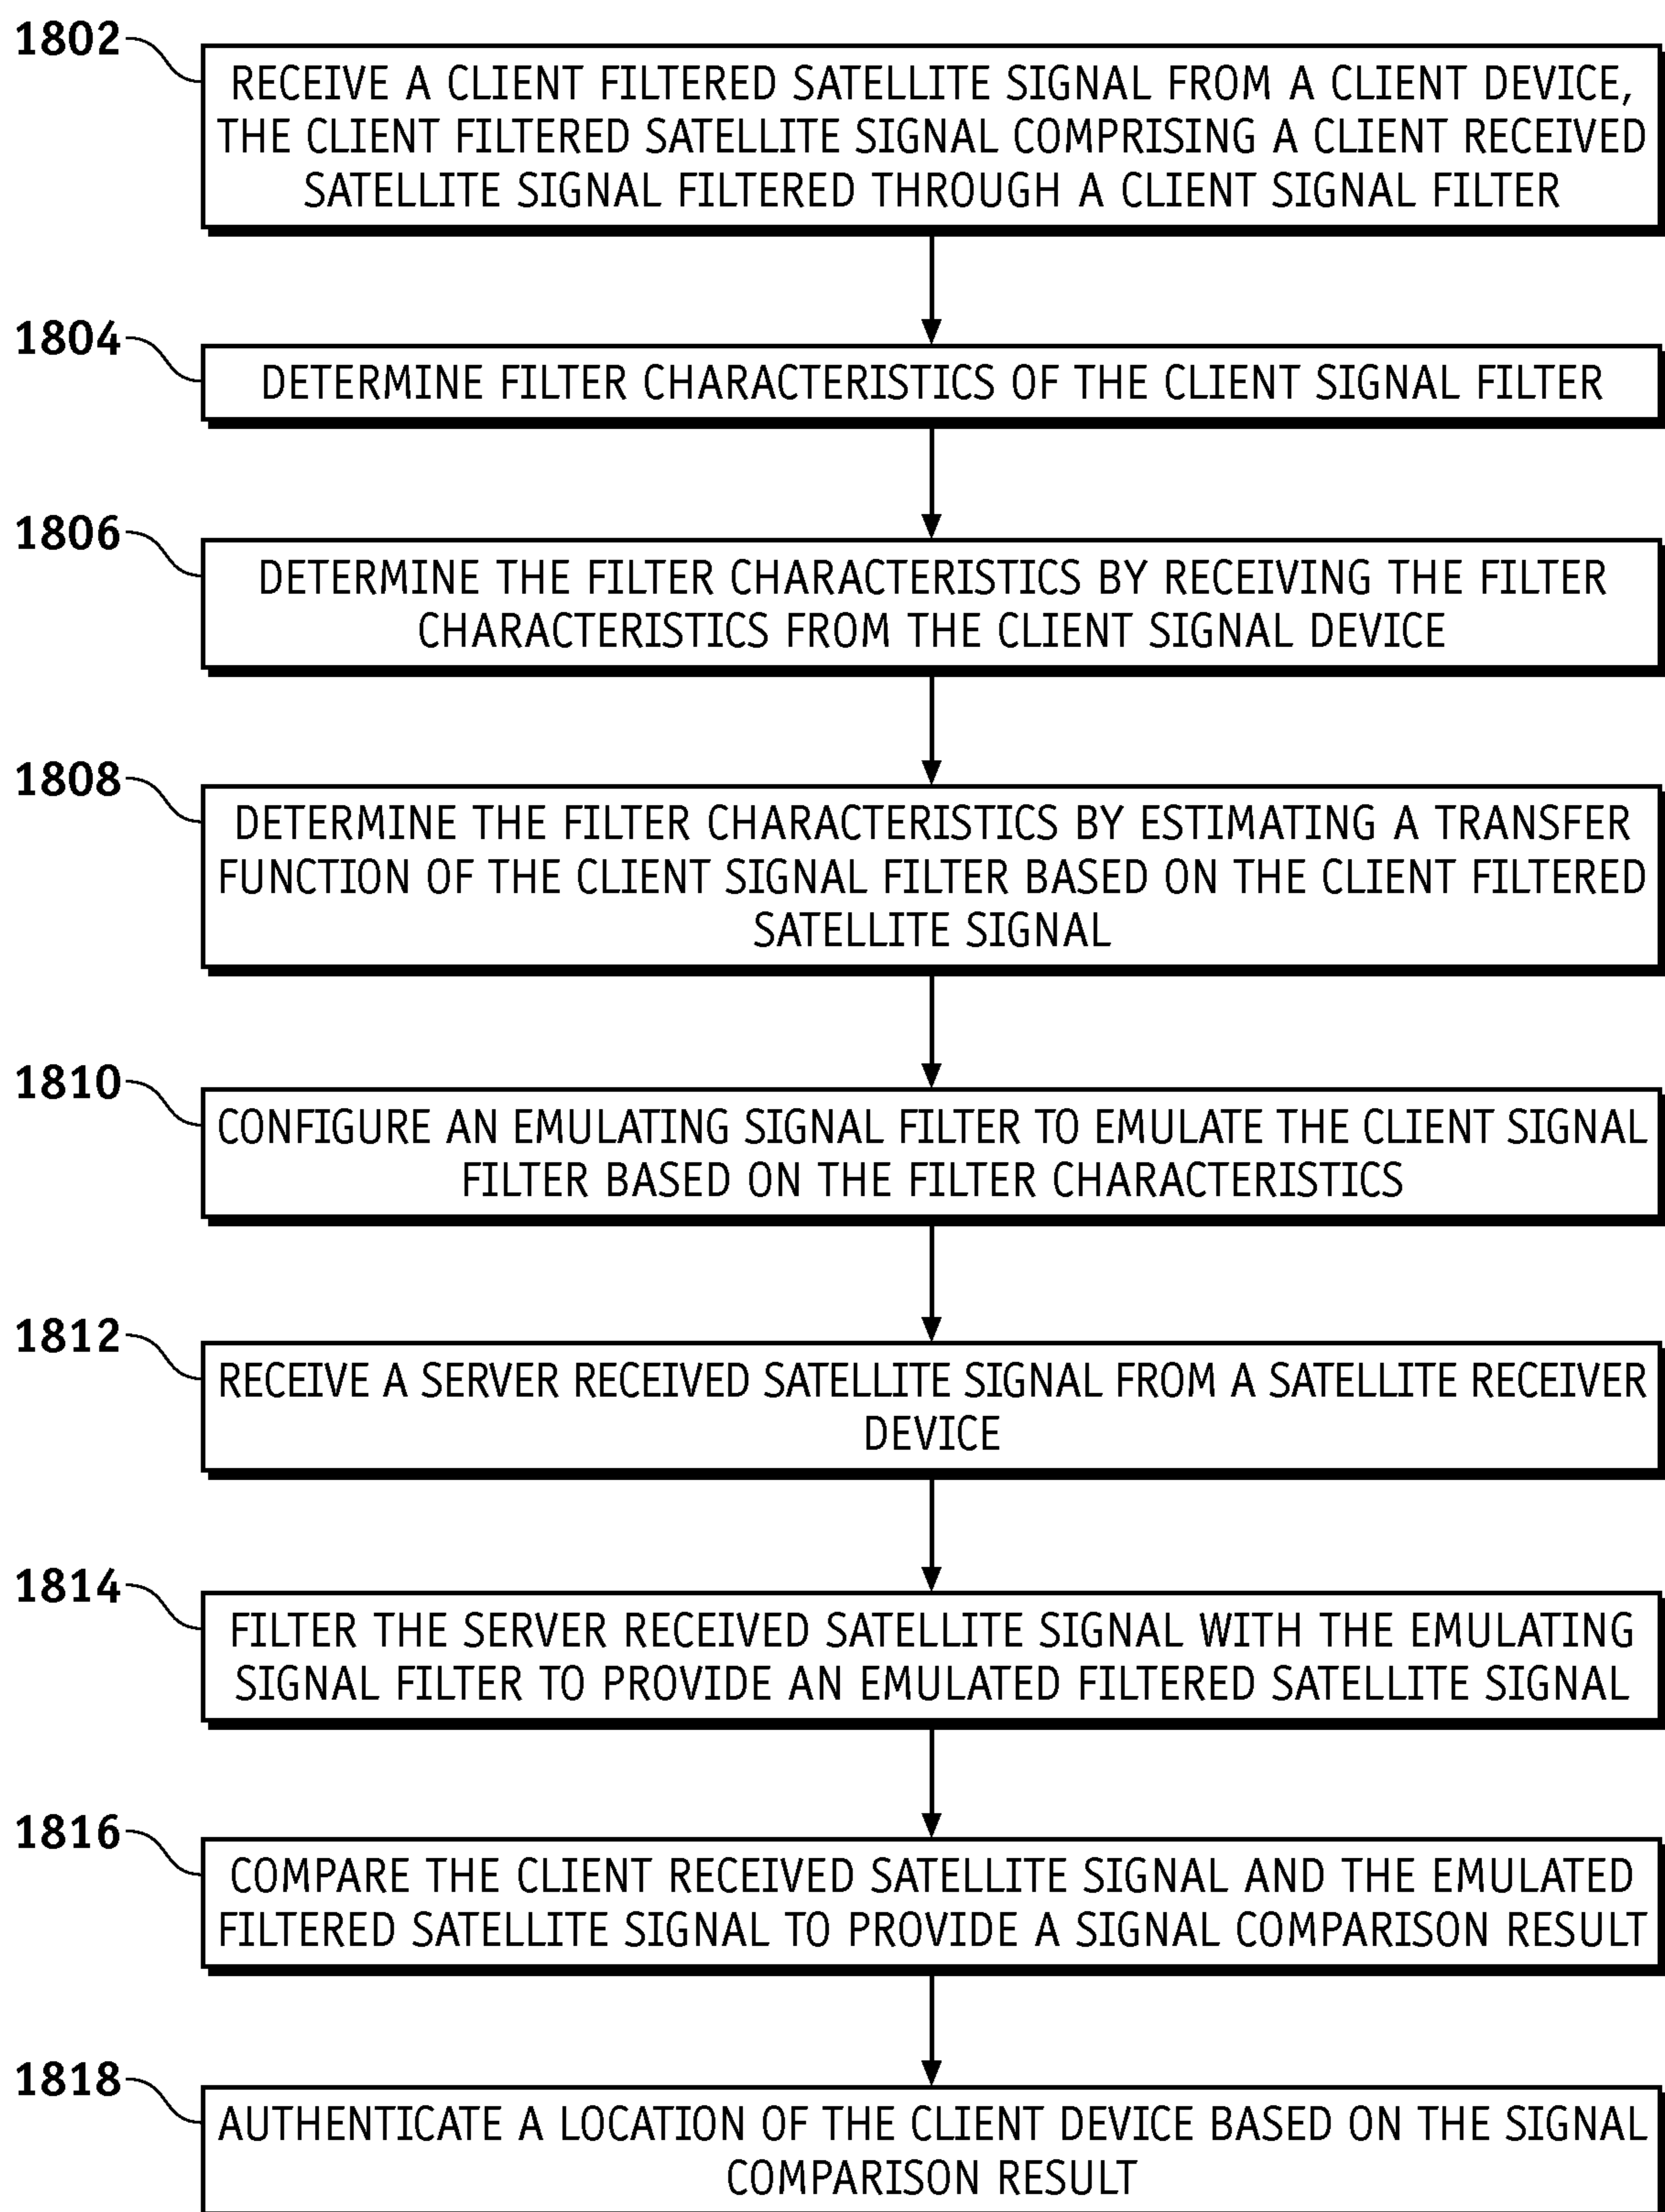 1802
RECEIVE A CLIENT FILTERED SATELLITE SIGNAL FROM A CLIENT DEVICE,
THE CLIENT FILTERED SATELLITE SIGNAL COMPRISING A CLIENT RECEIVED
SATELLITE SIGNAL FILTERED THROUGH A CLIENT SIGNAL FILTER
1804
DETERMINE FILTER CHARACTERISTICS OF THE CLIENT SIGNAL FILTER
1806
DETERMINE THE FILTER CHARACTERISTICS BY RECEIVING THE FILTER
CHARACTERISTICS FROM THE CLIENT SIGNAL DEVICE
1808
DETERMINE THE FILTER CHARACTERISTICS BY ESTIMATING A TRANSFER
FUNCTION OF THE CLIENT SIGNAL FILTER BASED ON THE CLIENT FILTERED
SATELLITE SIGNAL
1810
CONFIGURE AN EMULATING SIGNAL FILTER TO EMULATE THE CLIENT SIGNAL
FILTER BASED ON THE FILTER CHARACTERISTICS
1812
RECEIVE A SERVER RECEIVED SATELLITE SIGNAL FROM A SATELLITE RECEIVER
DEVICE
1814
FILTER THE SERVER RECEIVED SATELLITE SIGNAL WITH THE EMULATING
SIGNAL FILTER TO PROVIDE AN EMULATED FILTERED SATELLITE SIGNAL
1816
COMPARE THE CLIENT RECEIVED SATELLITE SIGNAL AND THE EMULATED
FILTERED SATELLITE SIGNAL TO PROVIDE A SIGNAL COMPARISON RESULT
1818
AUTHENTICATE A LOCATION OF THE CLIENT DEVICE BASED ON THE SIGNAL
COMPARISON RESULT